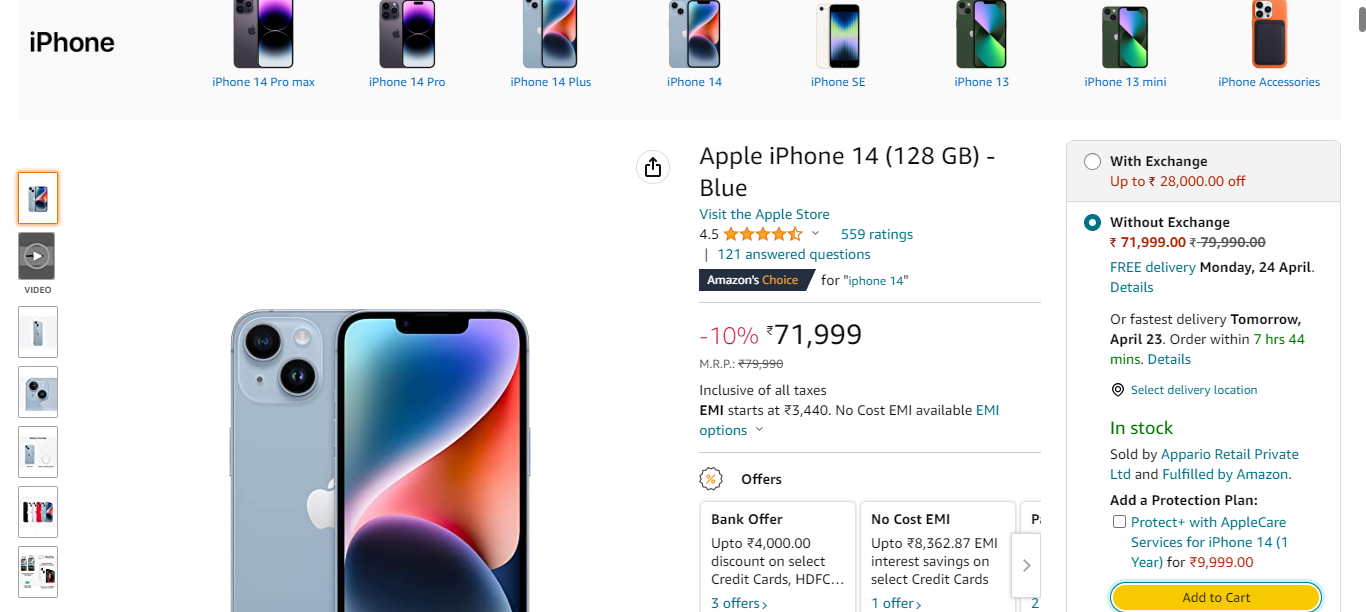 iPhone
iPhone 14 Pro max
iPhone 14 Pro
iPhone 14 Plus
iPhone 14
iPhone SE
iPhone 13
iPhone 13 mini
iPhone Accessories
VIDEO
Apple iPhone 14 (128 GB) -
Blue
Visit the Apple Store
4.5 559 ratings
| 121 answered questions
Amazon's Choice for "iphone 14"
-10% ₹71,999
M.R.P.: ₹79,990
Inclusive of all taxes
EMI starts at ₹3,440. No Cost EMI available EMI
options
Offers
Bank Offer
Upto ₹4,000.00
discount on select
Credit Cards, HDFC...
3 offers›
No Cost EMI
Upto ₹8,362.87 EMI
interest savings on
select Credit Cards
1 offer›
2
With Exchange
Up to ₹ 28,000.00 off
Without Exchange
₹ 71,999.00 ₹ 79,990.00
FREE delivery Monday, 24 April.
Details
Or fastest delivery Tomorrow,
April 23. Order within 7 hrs 44
mins. Details
Select delivery location
In stock
Sold by Appario Retail Private
Ltd and Fulfilled by Amazon.
Add a Protection Plan:
Protect+ with AppleCare
Services for iPhone 14 (1
Year) for ₹9,999.00
Add to Cart